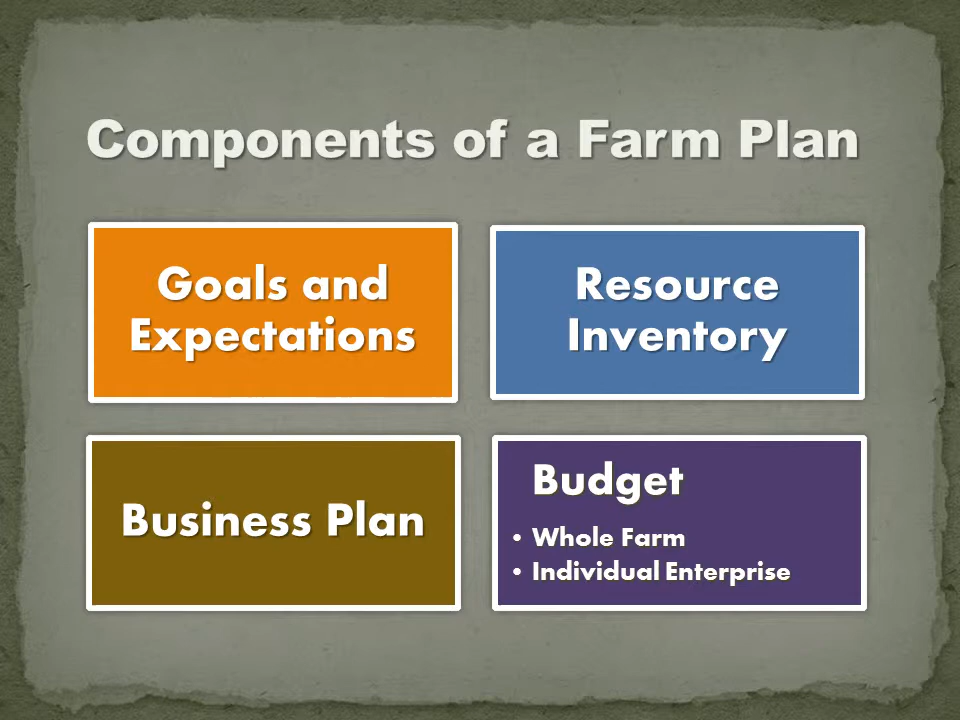 Components of a Farm Plan
Goals and
Expectations
Resource
Inventory
Business Plan
Budget
• Whole Farm
• Individual Enterprise